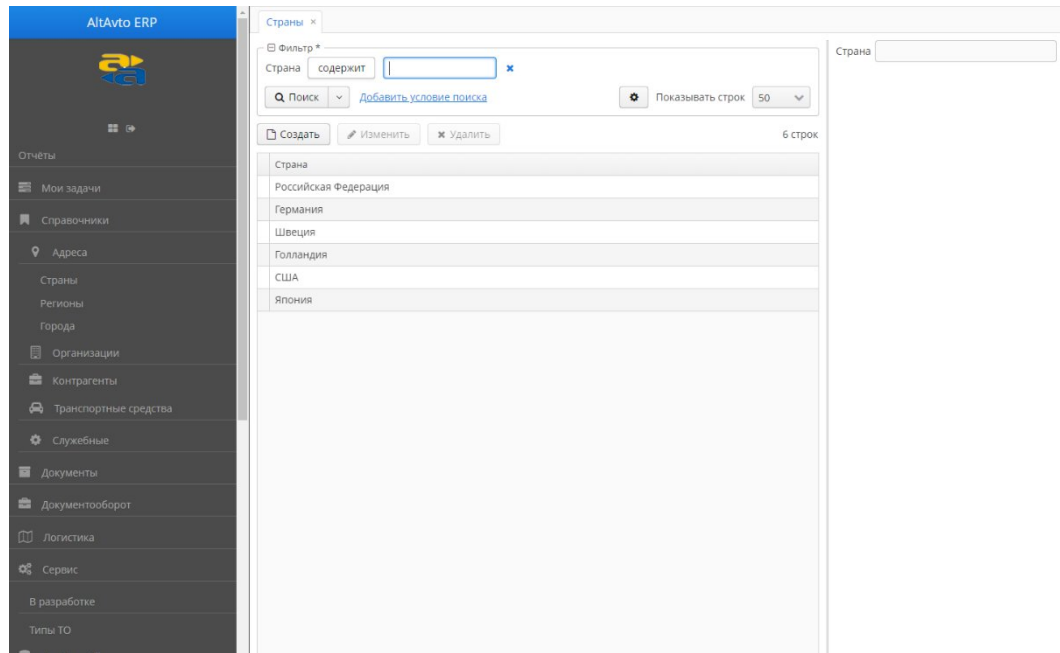 AltAvto ERP
Отчёты
Мои задачи
Справочники
Адреса
Страны
Регионы
Города
Организации
Контрагенты
Транспортные средства
Служебные
Документы
Документооборот
Логистика
Сервис
В разработке
Типы ТО
Страны ×
Фильтр *
Страна содержит
Поиск Добавить условие поиска Показывать строк 50
Создать Изменить Удалить 6 строк
Страна
Российская Федерация
Германия
Швеция
Голландия
США
Япония
Страна